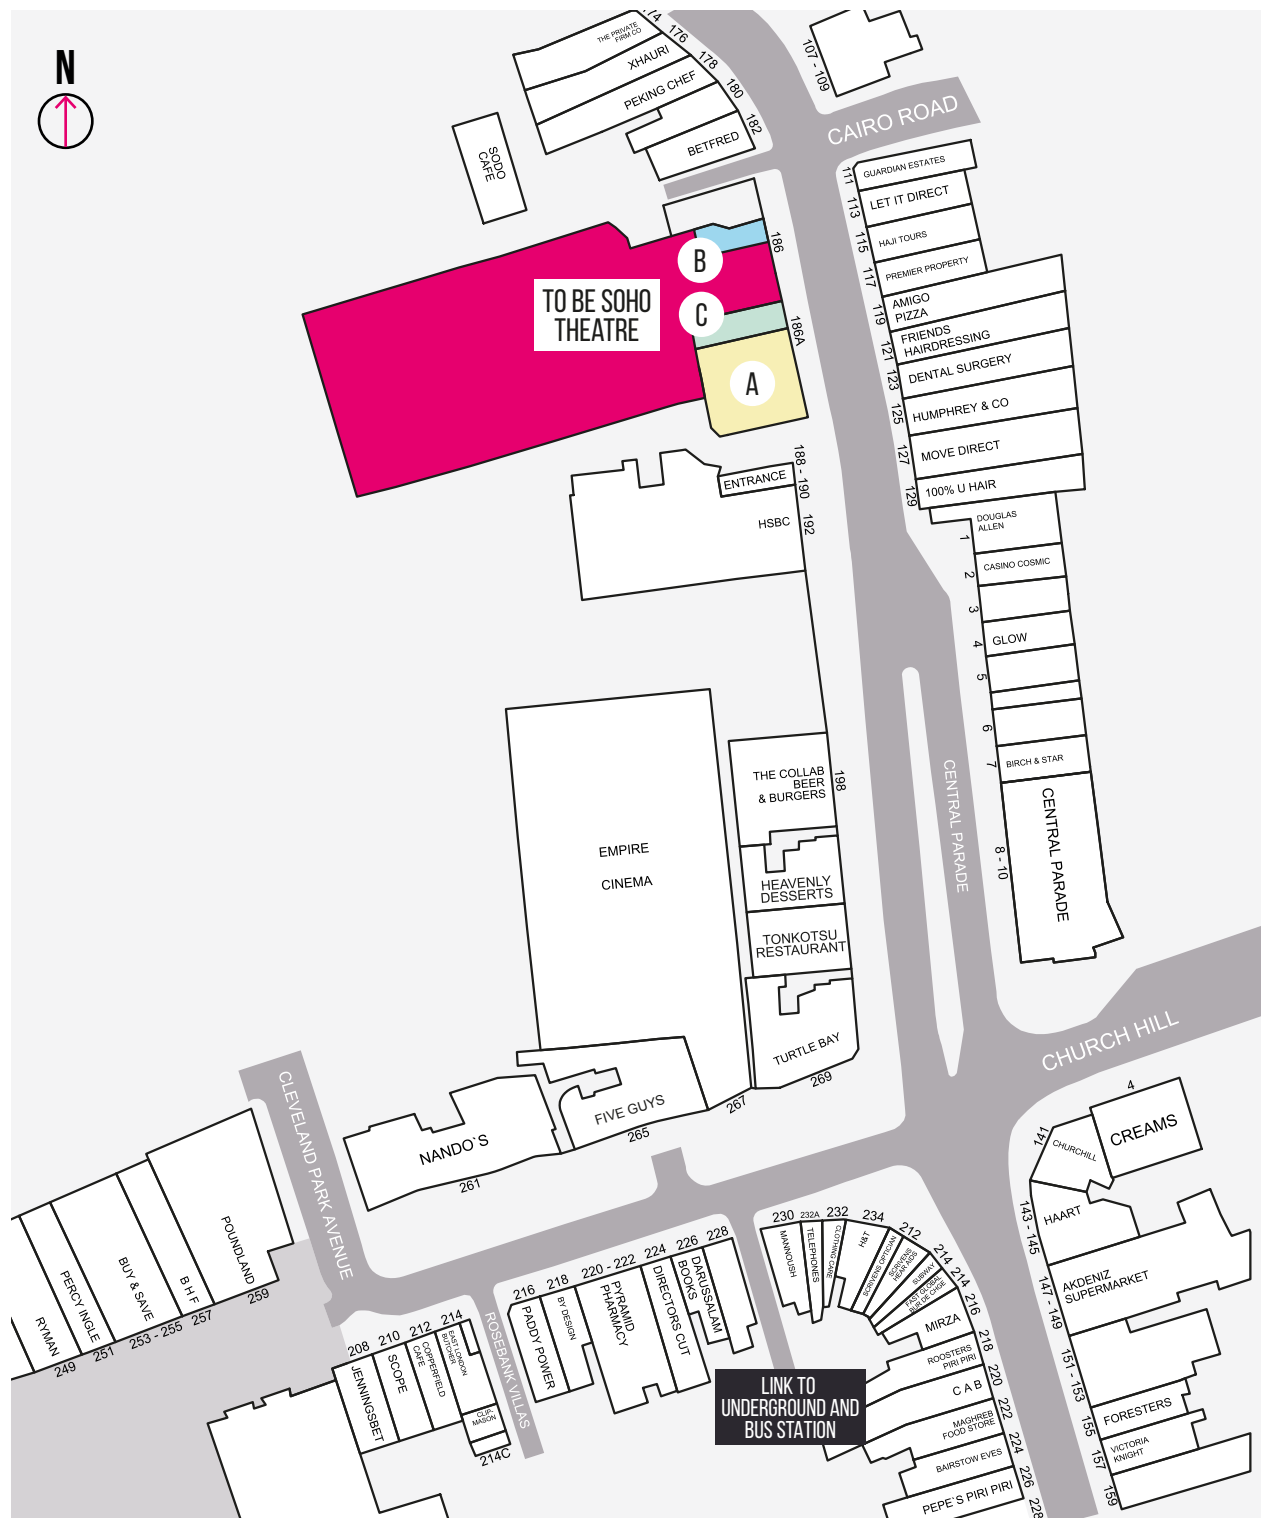 N
174
THE PRIVATE
FIRM CO
176
XHAURI
178
PEKING CHEF
180
182
BETFRED
107 - 109
CAIRO ROAD
SODO
CAFE
111
GUARDIAN ESTATES
113
LET IT DIRECT
115
HAJI TOURS
117
PREMIER PROPERTY
119
AMIGO
PIZZA
121
FRIENDS
HAIRDRESSING
123
DENTAL SURGERY
125
HUMPHREY & CO
127
MOVE DIRECT
129
100% U HAIR
186
B
TO BE SOHO
THEATRE
C
186A
A
188 - 190
ENTRANCE
HSBC
192
DOUGLAS
ALLEN
1
CASINO COSMIC
2
3
GLOW
4
5
6
BIRCH & STAR
7
CENTRAL PARADE
8 - 10
CENTRAL PARADE
THE COLLAB
BEER
& BURGERS
198
EMPIRE
CINEMA
HEAVENLY
DESSERTS
TONKOTSU
RESTAURANT
TURTLE BAY
269
267
FIVE GUYS
265
NANDO`S
261
CHURCH HILL
4
CREAMS
141
CHURCHILL
143 - 145
HAART
147 - 149
AKDENIZ
SUPERMARKET
151 - 153
155
FORESTERS
157
VICTORIA
KNIGHT
159
CLEVELAND PARK AVENUE
POUNDLAND
259
B H F
257
BUY & SAVE
253 - 255
PERCY INGLE
251
RYMAN
249
208
JENNINGSBET
210
SCOPE
212
COPPERFIELD
CAFE
214
EAST LONDON
BUTCHER
CLIP-
MASON
214C
ROSEBANK VILLAS
216
PADDY POWER
218
BY DESIGN
220 - 222
PYRAMID
PHARMACY
224
DIRECTORS CUT
226
DARUSSALAM
BOOKS
228
230
MANNOUSH
232A
TELEPHONES
232
CLOTHING CARE
234
H&T
212
SCRIVENS OPTICIAN
SCRIVENS
HEAR AIDS
214
SUBWAY
214
FAST GLOBAL
BUR DE CHGE
216
MIRZA
218
ROOSTERS
PIRI PIRI
220
C A B
222
MAGHREB
FOOD STORE
224
BAIRSTOW EVES
226
PEPE`S PIRI PIRI
228
LINK TO
UNDERGROUND AND
BUS STATION